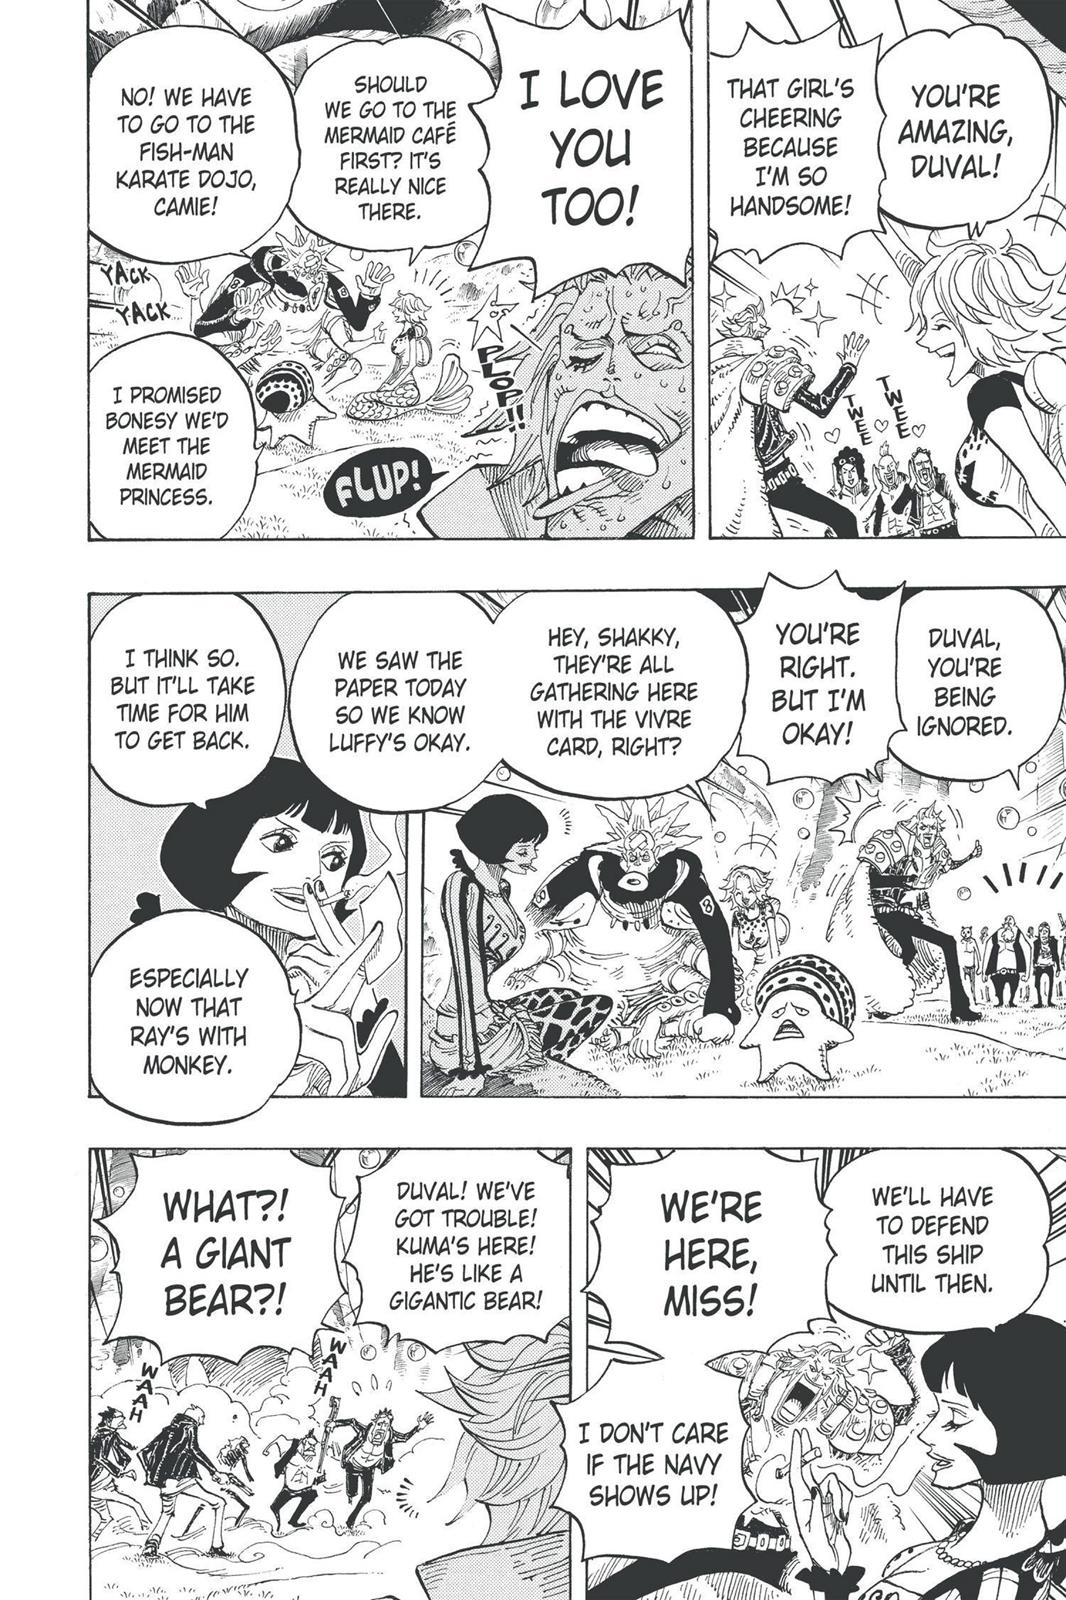 YOU'RE
AMAZING,
DUVAL!
THAT GIRL'S
CHEERING
BECAUSE
I'M SO
HANDSOME!
TWEE
TWEE
I LOVE
YOU
TOO!
PLOP!!
SHOULD
WE GO TO THE
MERMAID CAFÉ
FIRST? IT'S
REALLY NICE
THERE.
NO! WE HAVE
TO GO TO THE
FISH-MAN
KARATE DOJO,
CAMIE!
YACK
YACK
I PROMISED
BONESY WE'D
MEET THE
MERMAID
PRINCESS.
FLUP!
DUVAL,
YOU'RE
BEING
IGNORED.
YOU'RE
RIGHT.
BUT I'M
OKAY!
HEY, SHAKKY,
THEY'RE ALL
GATHERING HERE
WITH THE VIVRE
CARD, RIGHT?
WE SAW THE
PAPER TODAY
SO WE KNOW
LUFFY'S OKAY.
8
8
I THINK SO.
BUT IT'LL TAKE
TIME FOR HIM
TO GET BACK.
ESPECIALLY
NOW THAT
RAY'S WITH
MONKEY.
WE'LL HAVE
TO DEFEND
THIS SHIP
UNTIL THEN.
WE'RE
HERE,
MISS!
I DON'T CARE
IF THE NAVY
SHOWS UP!
DUVAL! WE'VE
GOT TROUBLE!
KUMA'S HERE!
HE'S LIKE A
GIGANTIC BEAR!
WHAT?!
A GIANT
BEAR?!
WAAH
WAAH